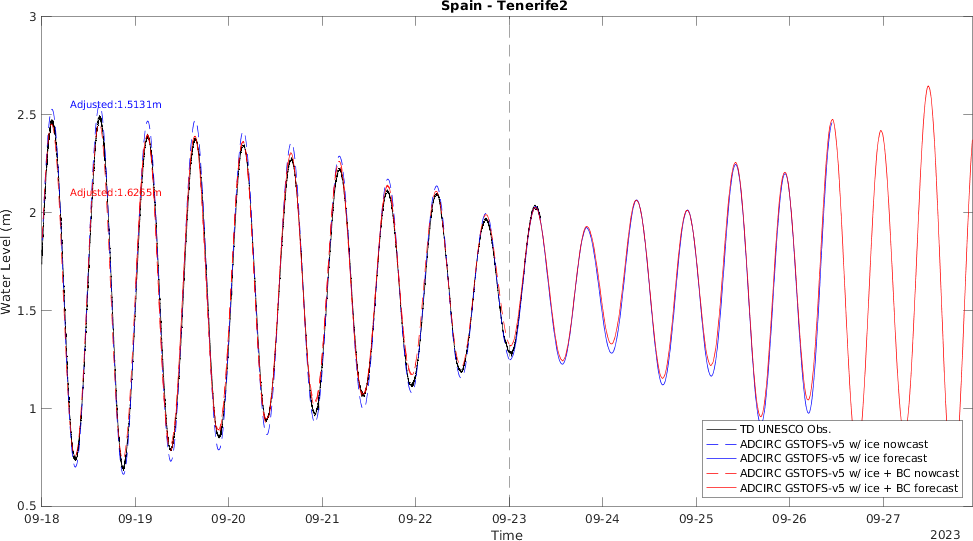 Spain - Tenerife2
3
2.5
2
1.5
1
0.5
Water Level (m)
Adjusted:1.5131m
Adjusted:1.6255m
TD UNESCO Obs.
ADCIRC GSTOFS-v5 w/ ice nowcast
ADCIRC GSTOFS-v5 w/ ice forecast
ADCIRC GSTOFS-v5 w/ ice + BC nowcast
ADCIRC GSTOFS-v5 w/ ice + BC forecast
09-18
09-19
09-20
09-21
09-22
09-23
09-24
09-25
09-26
09-27
Time
2023